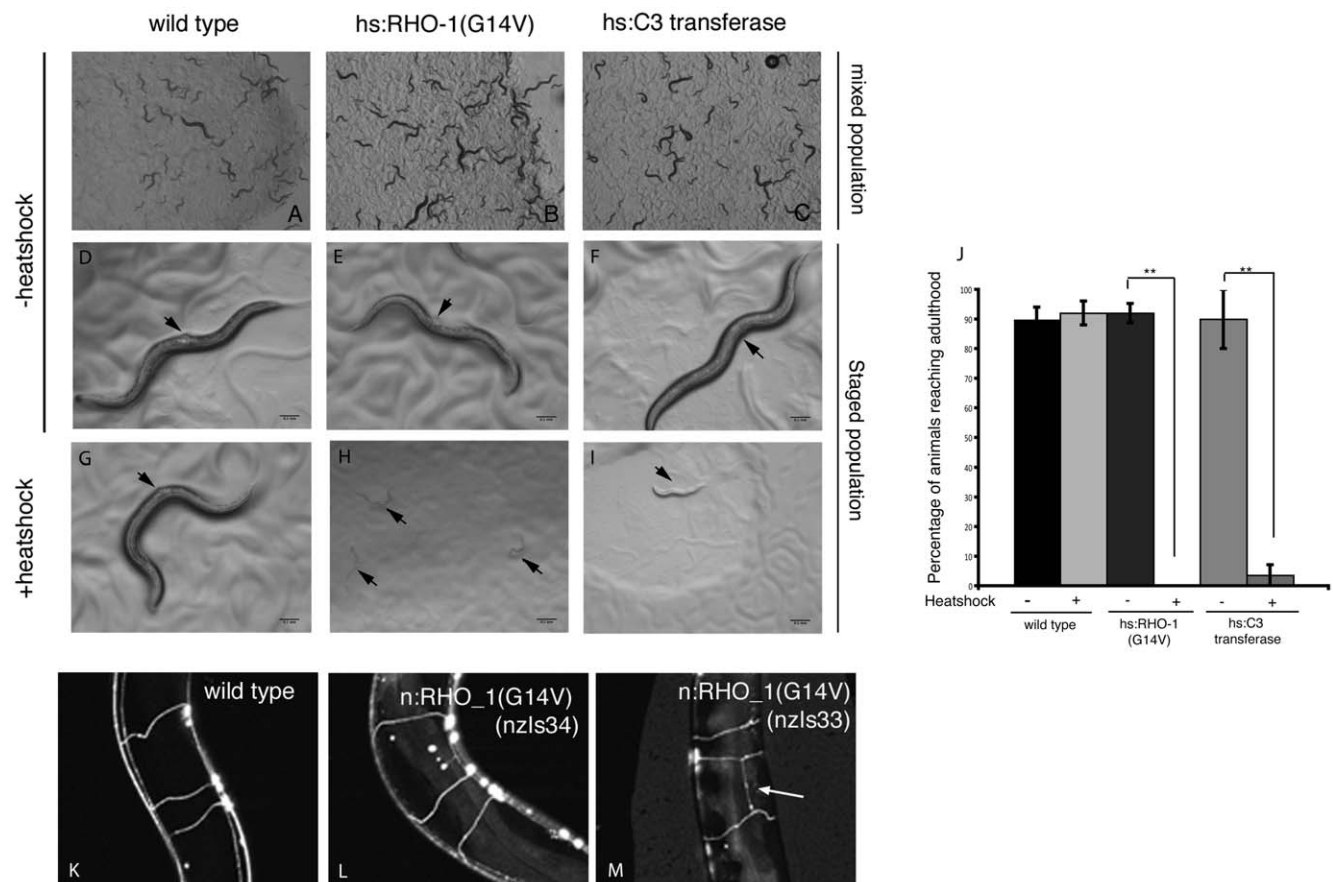 wild type
hs:RHO-1(G14V)
hs:C3 transferase
-heatshock
+heatshock
mixed population
Staged population
A
B
C
D
E
F
G
H
I
J
Percentage of animals reaching adulthood
100
90
80
70
60
50
40
30
20
10
0
**
**
Heatshock
-
+
-
+
-
+
wild type
hs:RHO-1
(G14V)
hs:C3
transferase
wild type
K
n:RHO_1(G14V)
(nzIs34)
L
n:RHO_1(G14V)
(nzIs33)
M